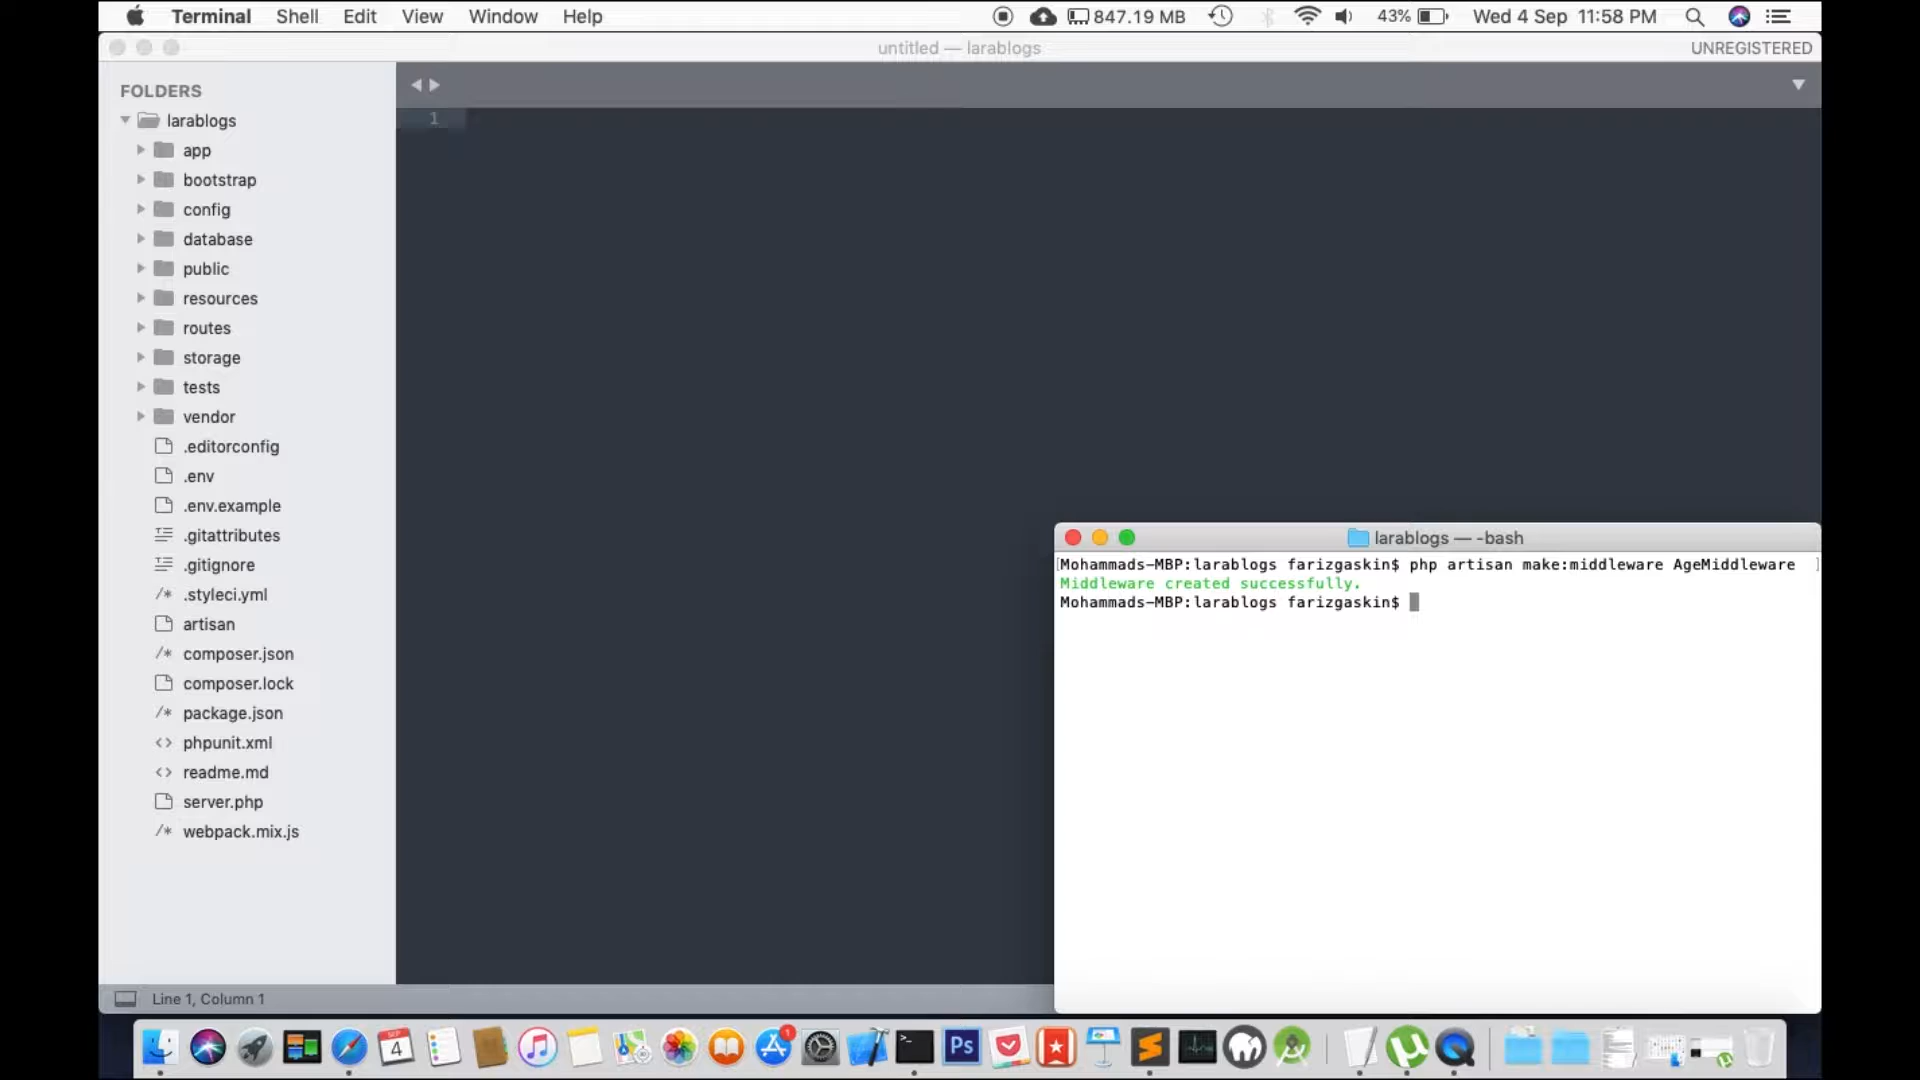 Terminal Shell Edit View Window Help 847.19 MB 43% Wed 4 Sep 11:58 PM
untitled — larablogs UNREGISTERED
FOLDERS
larablogs
app
bootstrap
config
database
public
resources
routes
storage
tests
vendor
.editorconfig
.env
.env.example
.gitattributes
.gitignore
/* .styleci.yml
artisan
/* composer.json
composer.lock
/* package.json
<> phpunit.xml
<> readme.md
server.php
/* webpack.mix.js
1
larablogs — -bash
[Mohammads-MBP:larablogs farizgaskin$ php artisan make:middleware AgeMiddleware ]
Middleware created successfully.
Mohammads-MBP:larablogs farizgaskin$
Line 1, Column 1
SEP
4
1
>_
Ps